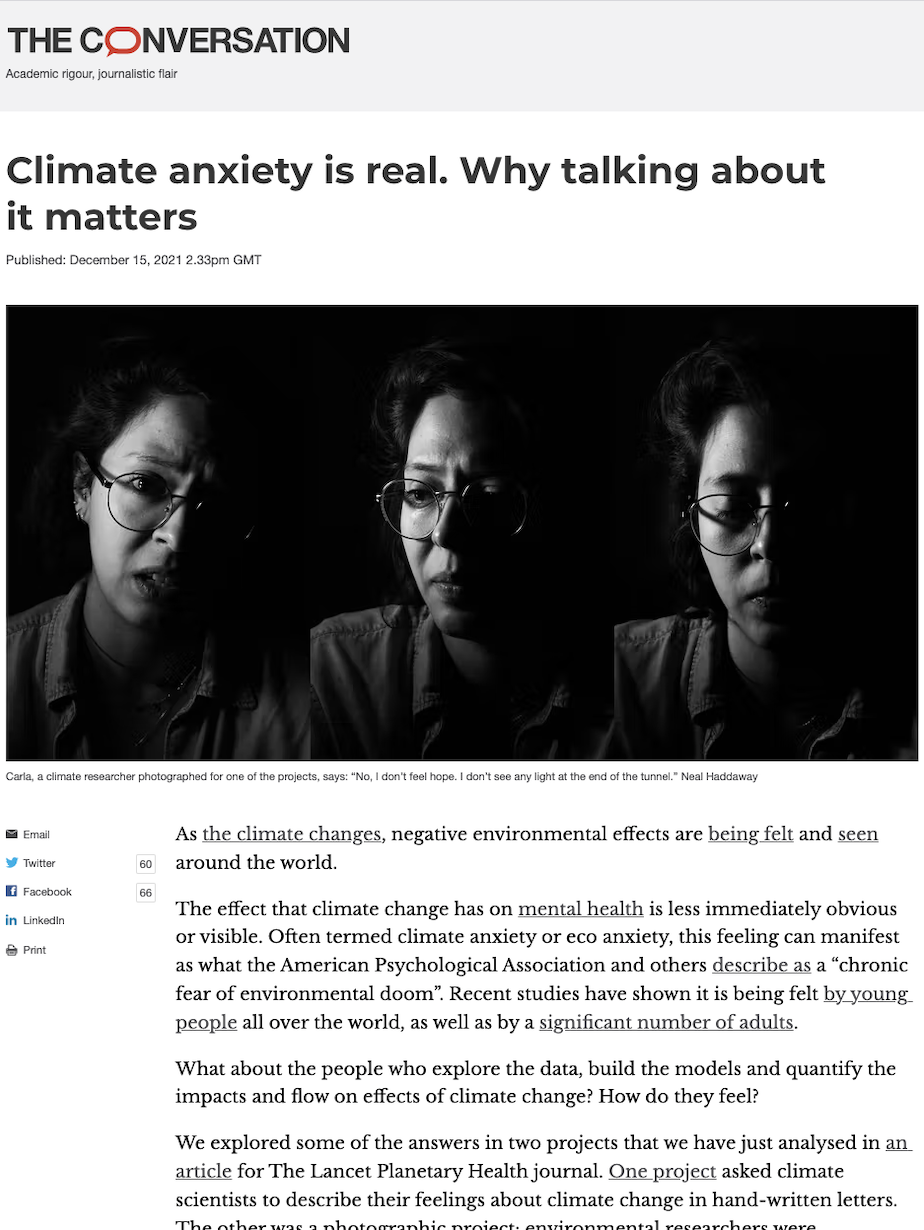 THE CONVERSATION
Academic rigour, journalistic flair
Climate anxiety is real. Why talking about
it matters
Published: December 15, 2021 2.33pm GMT
Carla, a climate researcher photographed for one of the projects, says: “No, I don’t feel hope. I don’t see any light at the end of the tunnel.” Neal Haddaway
Email
Twitter 60
Facebook 66
LinkedIn
Print
As the climate changes, negative environmental effects are being felt and seen
around the world.
The effect that climate change has on mental health is less immediately obvious
or visible. Often termed climate anxiety or eco anxiety, this feeling can manifest
as what the American Psychological Association and others describe as a “chronic
fear of environmental doom”. Recent studies have shown it is being felt by young
people all over the world, as well as by a significant number of adults.
What about the people who explore the data, build the models and quantify the
impacts and flow on effects of climate change? How do they feel?
We explored some of the answers in two projects that we have just analysed in an
article for The Lancet Planetary Health journal. One project asked climate
scientists to describe their feelings about climate change in hand-written letters.
The other was a photographic project: environmental researchers were